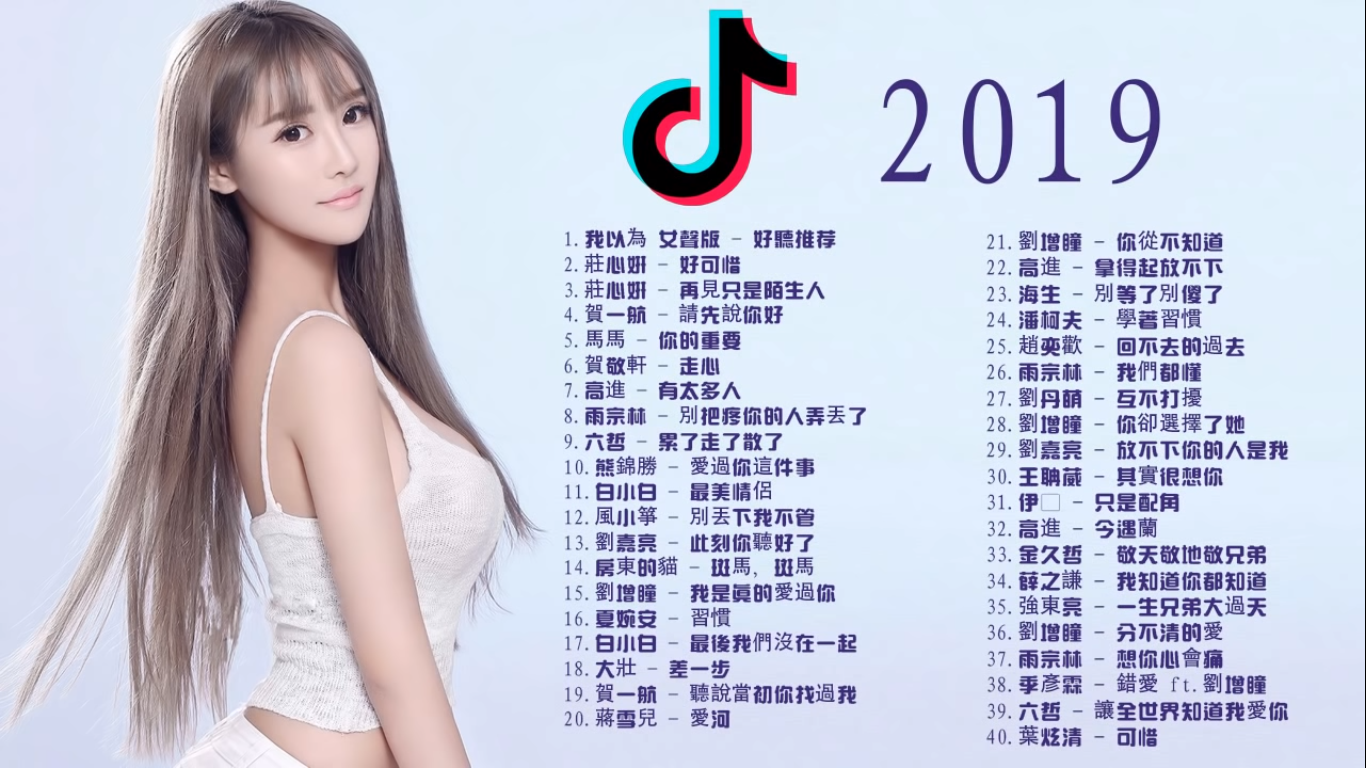 2019
1. 我以為 女聲版 - 好聽推荐
2. 莊心妍 - 好可惜
3. 莊心妍 - 再見只是陌生人
4. 賀一航 - 請先說你好
5. 馬馬 - 你的重要
6. 賀敬軒 - 走心
7. 高進 - 有太多人
8. 雨宗林 - 別把疼你的人弄丟了
9. 六哲 - 累了走了散了
10. 熊錦勝 - 愛過你這件事
11. 白小白 - 最美情侶
12. 風小箏 - 別丟下我不管
13. 劉嘉亮 - 此刻你聽好了
14. 房東的貓 - 斑馬, 斑馬
15. 劉增瞳 - 我是真的愛過你
16. 夏婉安 - 習慣
17. 白小白 - 最後我們沒在一起
18. 大壯 - 差一步
19. 賀一航 - 聽說當初你找過我
20. 蔣雪兒 - 愛河
21. 劉增瞳 - 你從不知道
22. 高進 - 拿得起放不下
23. 海生 - 別等了別傻了
24. 潘柯夫 - 學著習慣
25. 趙奕歡 - 回不去的過去
26. 雨宗林 - 我們都懂
27. 劉丹萌 - 互不打擾
28. 劉增瞳 - 你卻選擇了她
29. 劉嘉亮 - 放不下你的人是我
30. 王聃葳 - 其實很想你
31. 伊□ - 只是配角
32. 高進 - 今遇蘭
33. 金久哲 - 敬天敬地敬兄弟
34. 薛之謙 - 我知道你都知道
35. 強東亮 - 一生兄弟大過天
36. 劉增瞳 - 分不清的愛
37. 雨宗林 - 想你心會痛
38. 季彥霖 - 錯愛 ft.劉增瞳
39. 六哲 - 讓全世界知道我愛你
40. 葉炫清 - 可惜